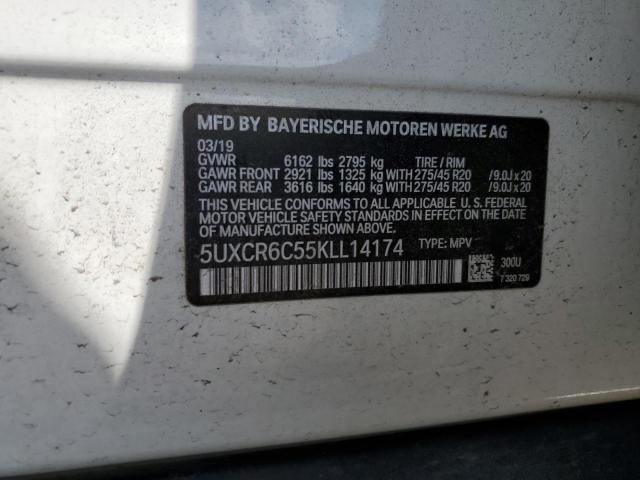 MFD BY BAYERISCHE MOTOREN WERKE AG
03/19
GVWR 6162 lbs 2795 kg TIRE / RIM
GAWR FRONT 2921 lbs 1325 kg WITH 275/45 R20 /9.0J x 20
GAWR REAR 3616 lbs 1640 kg WITH 275/45 R20 /9.0J x 20
THIS VEHICLE CONFORMS TO ALL APPLICABLE U. S. FEDERAL
MOTOR VEHICLE SAFETY STANDARDS IN EFFECT ON THE DATE
OF MANUFACTURE SHOWN ABOVE.
5UXCR6C55KLL14174 TYPE: MPV
300U
7 320 729